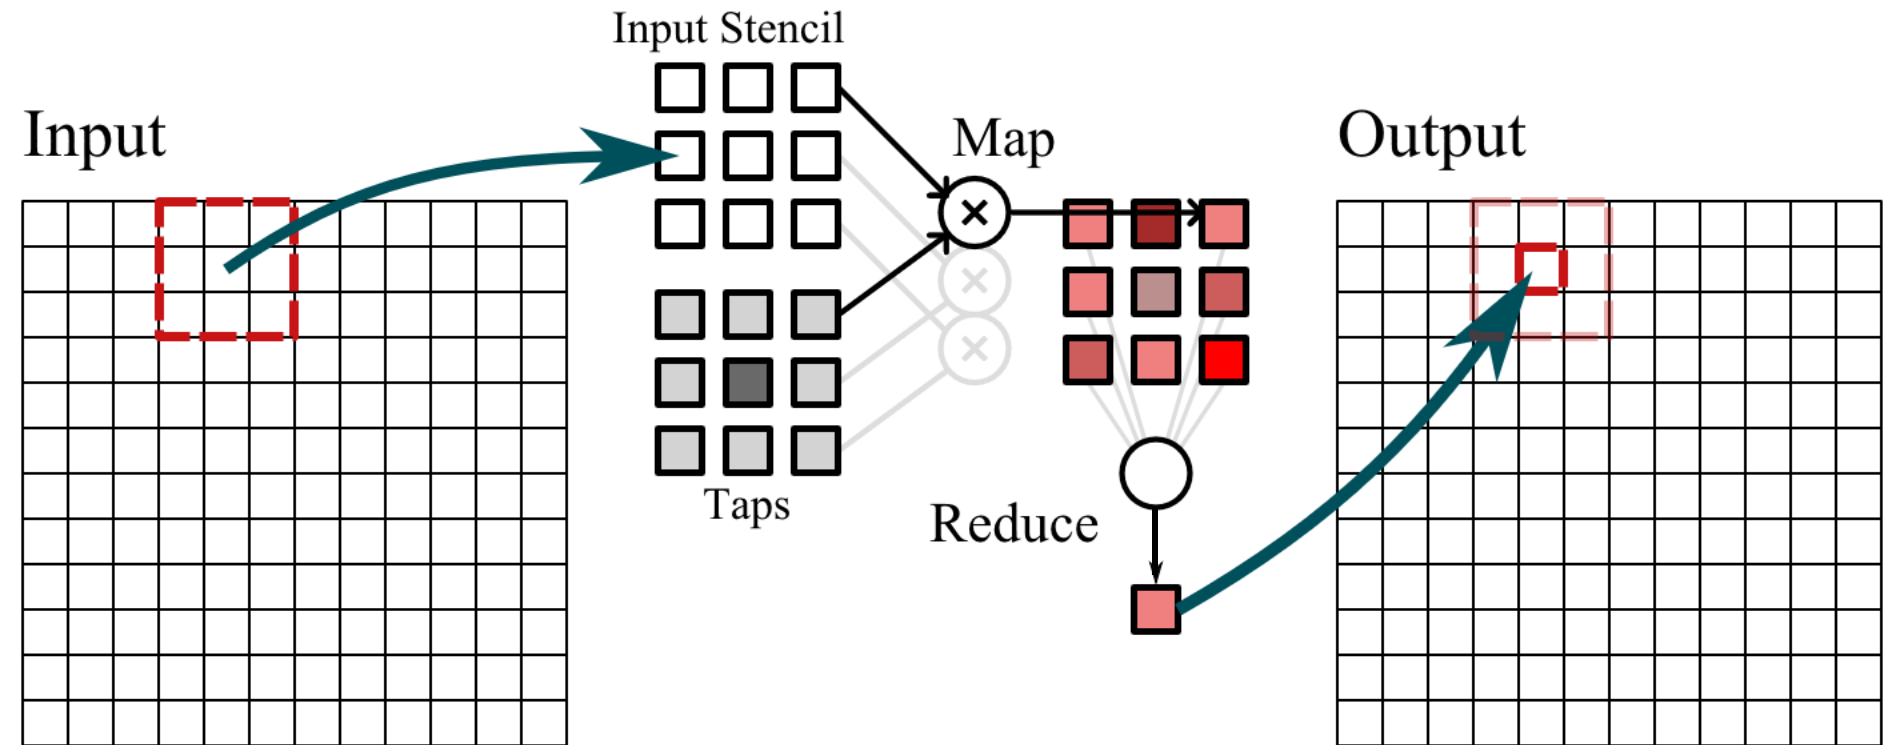 Input Stencil
Input
Map
Output
Taps
Reduce